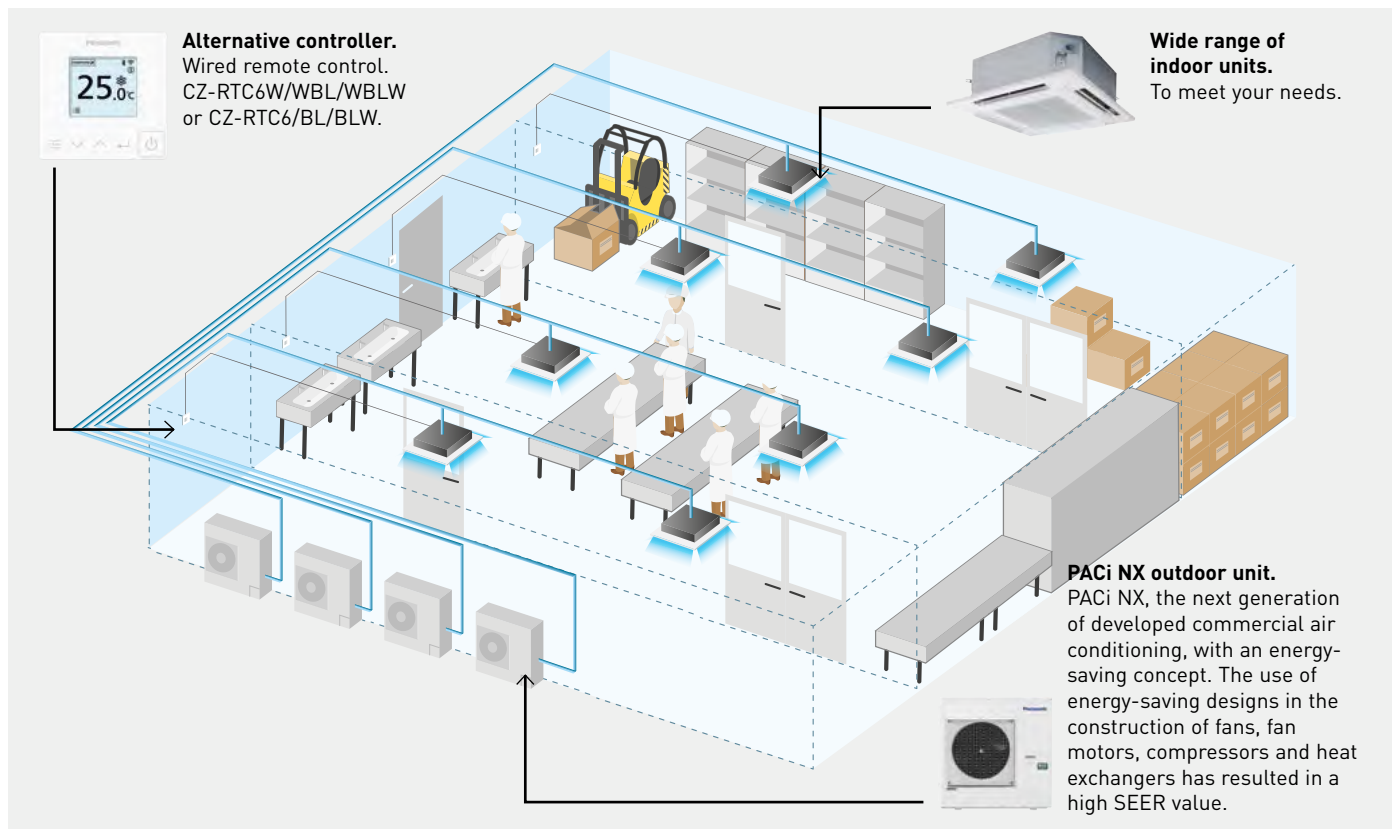 Panasonic
25.0°c
Alternative controller.
Wired remote control.
CZ-RTC6W/WBL/WBLW
or CZ-RTC6/BL/BLW.
Wide range of
indoor units.
To meet your needs.
PACi NX outdoor unit.
PACi NX, the next generation
of developed commercial air
conditioning, with an energy-
saving concept. The use of
energy-saving designs in the
construction of fans, fan
motors, compressors and heat
exchangers has resulted in a
high SEER value.
Panasonic